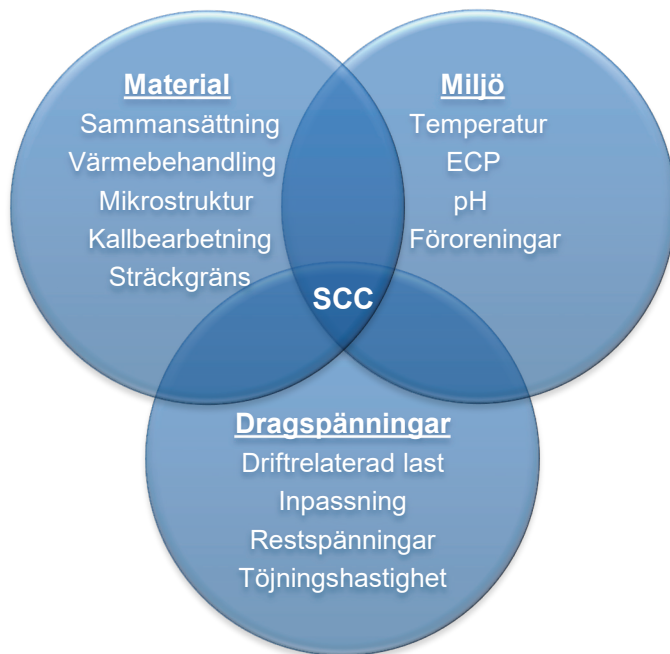 Material
Sammansättning
Värmebehandling
Mikrostruktur
Kallbearbetning
Sträckgräns
Miljö
Temperatur
ECP
pH
Föroreningar
SCC
Dragspänningar
Driftrelaterad last
Inpassning
Restspänningar
Töjningshastighet